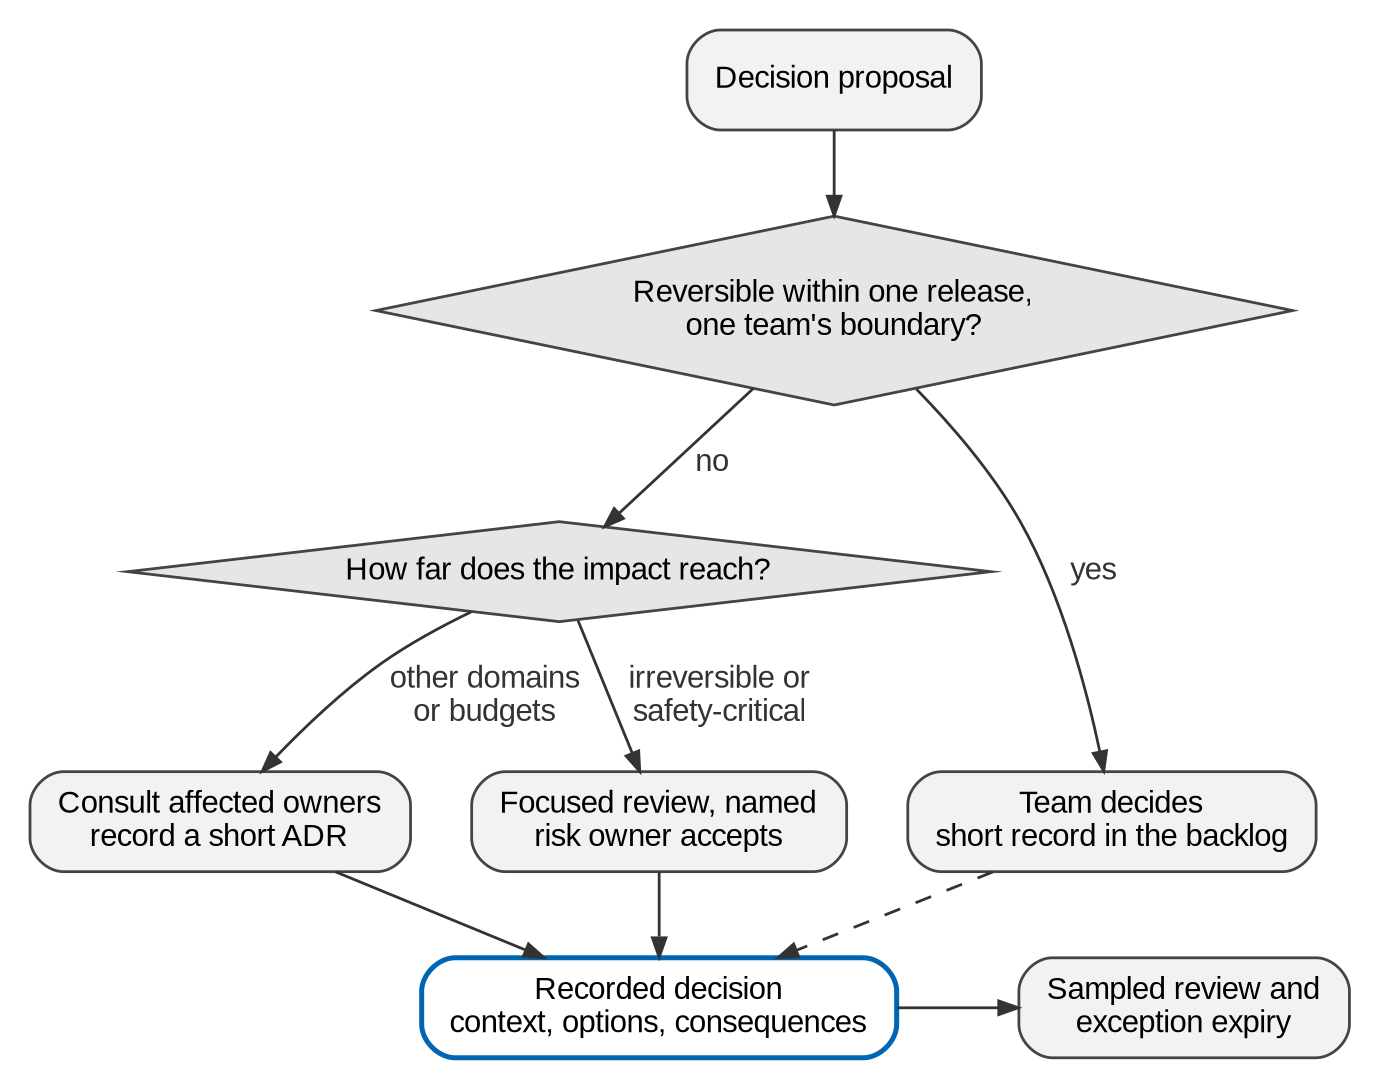 Decision proposal
Reversible within one release,
one team's boundary?
no
How far does the impact reach?
yes
other domains
or budgets
irreversible or
safety-critical
Consult affected owners
record a short ADR
Focused review, named
risk owner accepts
Team decides
short record in the backlog
Recorded decision
context, options, consequences
Sampled review and
exception expiry